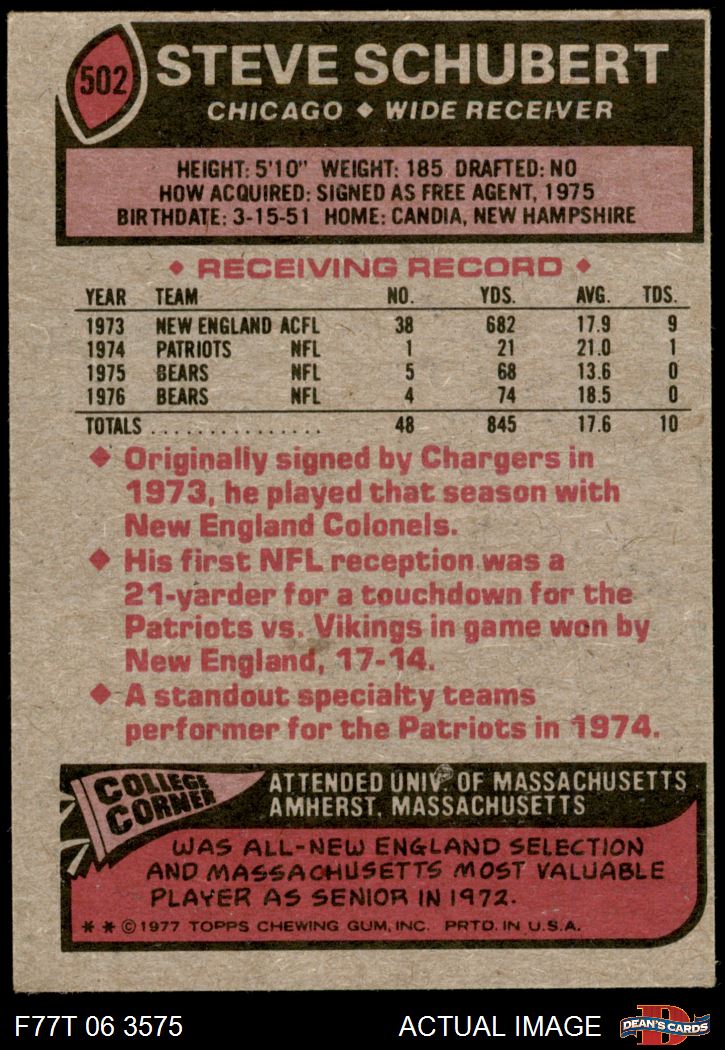 502
STEVE SCHUBERT
CHICAGO ◆ WIDE RECEIVER
HEIGHT: 5'10" WEIGHT: 185 DRAFTED: NO
HOW ACQUIRED: SIGNED AS FREE AGENT, 1975
BIRTHDATE: 3-15-51 HOME: CANDIA, NEW HAMPSHIRE
◆ RECEIVING RECORD ◆
YEAR TEAM NO. YDS. AVG. TDS.
1973 NEW ENGLAND ACFL 38 682 17.9 9
1974 PATRIOTS NFL 1 21 21.0 1
1975 BEARS NFL 5 68 13.6 0
1976 BEARS NFL 4 74 18.5 0
TOTALS ................ 48 845 17.6 10
◆ Originally signed by Chargers in
1973, he played that season with
New England Colonels.
◆ His first NFL reception was a
21-yarder for a touchdown for the
Patriots vs. Vikings in game won by
New England, 17-14.
◆ A standout specialty teams
performer for the Patriots in 1974.
COLLEGE
CORNER
ATTENDED UNIV. OF MASSACHUSETTS
AMHERST, MASSACHUSETTS
WAS ALL-NEW ENGLAND SELECTION
AND MASSACHUSETTS MOST VALUABLE
PLAYER AS SENIOR IN 1972.
* * © 1977 TOPPS CHEWING GUM, INC. PRTD. IN U.S.A.
F77T 06 3575 ACTUAL IMAGE D DEAN'S CARDS